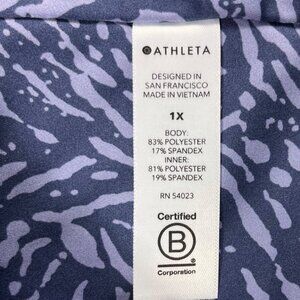 ATHLETA
DESIGNED IN
SAN FRANCISCO
MADE IN VIETNAM
1X
BODY:
83% POLYESTER
17% SPANDEX
INNER:
81% POLYESTER
19% SPANDEX
RN 54023
Certified
B
Corporation